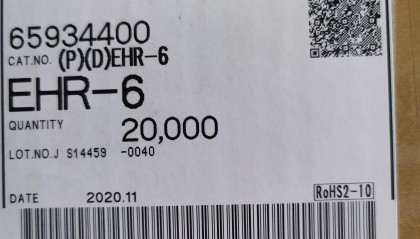 65934400
CAT.NO. (P)(D)EHR-6
EHR-6
QUANTITY 20,000
LOT.NO.J S14459 -0040
DATE 2020.11 RoHS2-10